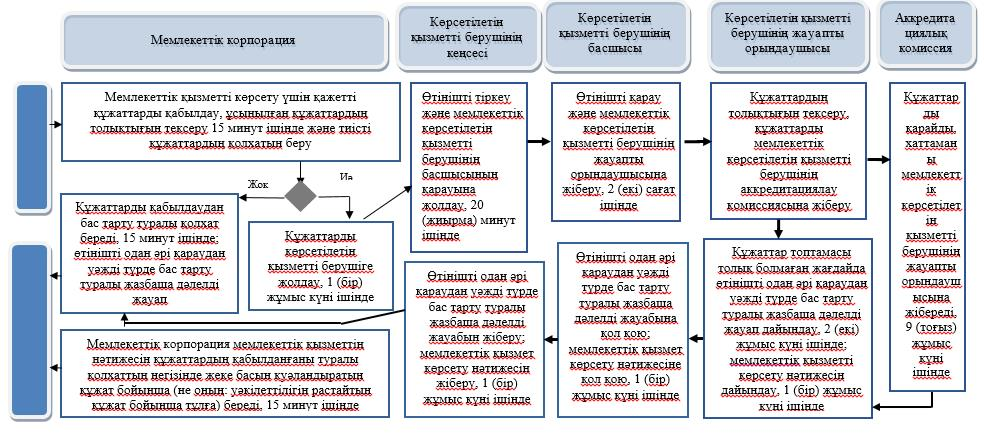 Мемлекеттік корпорация
Көрсетілетін
қызметті берушінің
кеңсесі
Көрсетілетін
қызметті берушінің
басшысы
Көрсетілетін қызметті
берушінің жауапты
орындаушысы
Аккредита
циялық
комиссия
Мемлекеттік қызметті көрсету үшін қажетті
құжаттарды қабылдау, ұсынылған құжаттардың
толықтығын тексеру 15 минут ішінде және тиісті
құжаттардың қолхатын беру
Өтінішті тіркеу
және мемлекеттік
көрсетілетін
қызметті
берушінің
басшысының
қарауына
жолдау, 20
(жиырма) минут
ішінде
Өтінішті қарау
және мемлекеттік
көрсетілетін
қызметті берушінің
жауапты
орындаушысына
жіберу, 2 (екі) сағат
ішінде
Құжаттардың
толықтығын тексеру,
құжаттарды
мемлекеттік
көрсетілетін қызметті
берушінің
аккредитациялау
комиссиясына жіберу
Құжаттар
ды
қарайды,
хаттаман
ы
мемлекетт
ік
көрсетілет
ін
қызметті
берушінің
жауапты
орындауш
ысына
жібереді,
9 (тоғыз)
жұмыс
күні
ішінде
Жок
Иә
Құжаттарды қабылдаудан
бас тарту туралы қолхат
береді, 15 минут ішінде;
өтінішті одан әрі қараудан
уәжді түрде бас тарту
туралы жазбаша дәлелді
жауап
Құжаттарды
көрсетілетін
қызметті берушіге
жолдау, 1 (бір)
жұмыс күні ішінде
Өтінішті одан әрі
қараудан уәжді түрде
бас тарту туралы
жазбаша дәлелді
жауабын жіберу;
мемлекеттік қызмет
көрсету нәтижесін
жіберу, 1 (бір)
жұмыс күні ішінде
Өтінішті одан әрі
қараудан уәжді
түрде бас тарту
туралы жазбаша
дәлелді жауабына
қол қою;
мемлекеттік қызмет
көрсету нәтижесіне
қол қою, 1 (бір)
жұмыс күні ішінде
Құжаттар топтамасы
толық болмаған жағдайда
өтінішті одан әрі қараудан
уәжді түрде бас тарту
туралы жазбаша дәлелді
жауап дайындау, 2 (екі)
жұмыс күні ішінде;
мемлекеттік қызметті
көрсету нәтижесін
дайындау, 1 (бір) жұмыс
күні ішінде
Мемлекеттік корпорация мемлекеттік қызметтің
нәтижесін құжаттардың қабылданғаны туралы
қолхаттың негізінде жеке басын куәландыратын
құжат бойынша (не оның: уәкілеттілігін растайтын
құжат бойынша тұлға) береді, 15 минут ішінде